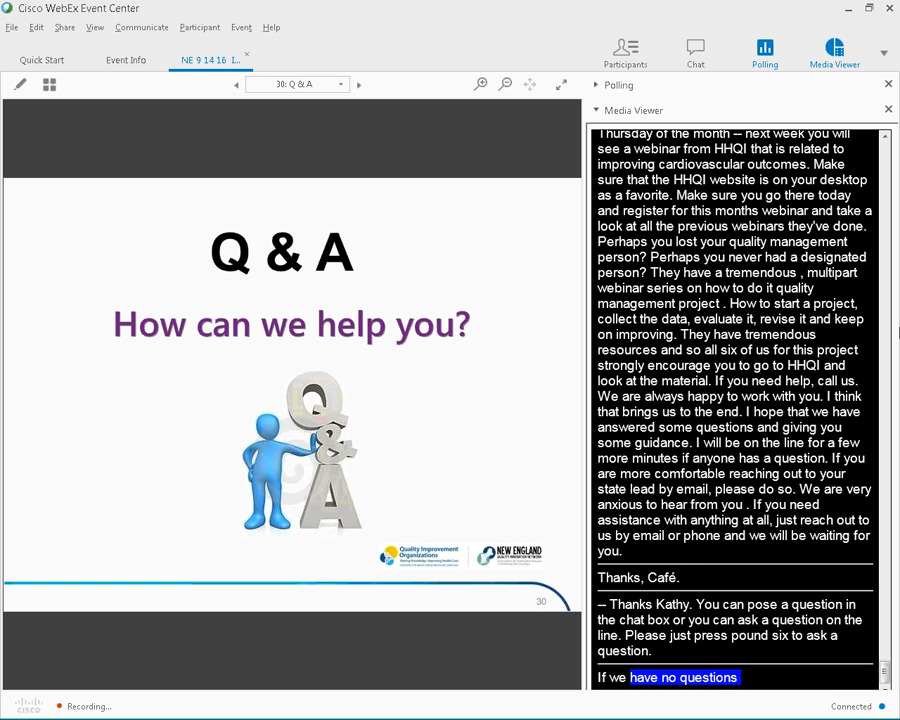 Cisco WebEx Event Center
File Edit Share View Communicate Participant Event Help
Quick Start Event Info NE 9 14 16 I...
Participants Chat Polling Media Viewer
30: Q & A
Polling
Media Viewer
Q & A
How can we help you?
Q
&
A
Quality Improvement
Organizations
NEW ENGLAND
30
Thursday of the month -- next week you will
see a webinar from HHQI that is related to
improving cardiovascular outcomes. Make
sure that the HHQI website is on your desktop
as a favorite. Make sure you go there today
and register for this months webinar and take a
look at all the previous webinars they've done.
Perhaps you lost your quality management
person? Perhaps you never had a designated
person? They have a tremendous , multipart
webinar series on how to do it quality
management project . How to start a project,
collect the data, evaluate it, revise it and keep
on improving. They have tremendous
resources and so all six of us for this project
strongly encourage you to go to HHQI and
look at the material. If you need help, call us.
We are always happy to work with you. I think
that brings us to the end. I hope that we have
answered some questions and giving you
some guidance. I will be on the line for a few
more minutes if anyone has a question. If you
are more comfortable reaching out to your
state lead by email, please do so. We are very
anxious to hear from you . If you need
assistance with anything at all, just reach out to
us by email or phone and we will be waiting for
you.
Thanks, Café.
-- Thanks Kathy. You can pose a question in
the chat box or you can ask a question on the
line. Please just press pound six to ask a
question.
If we have no questions
cisco Recording... Connected